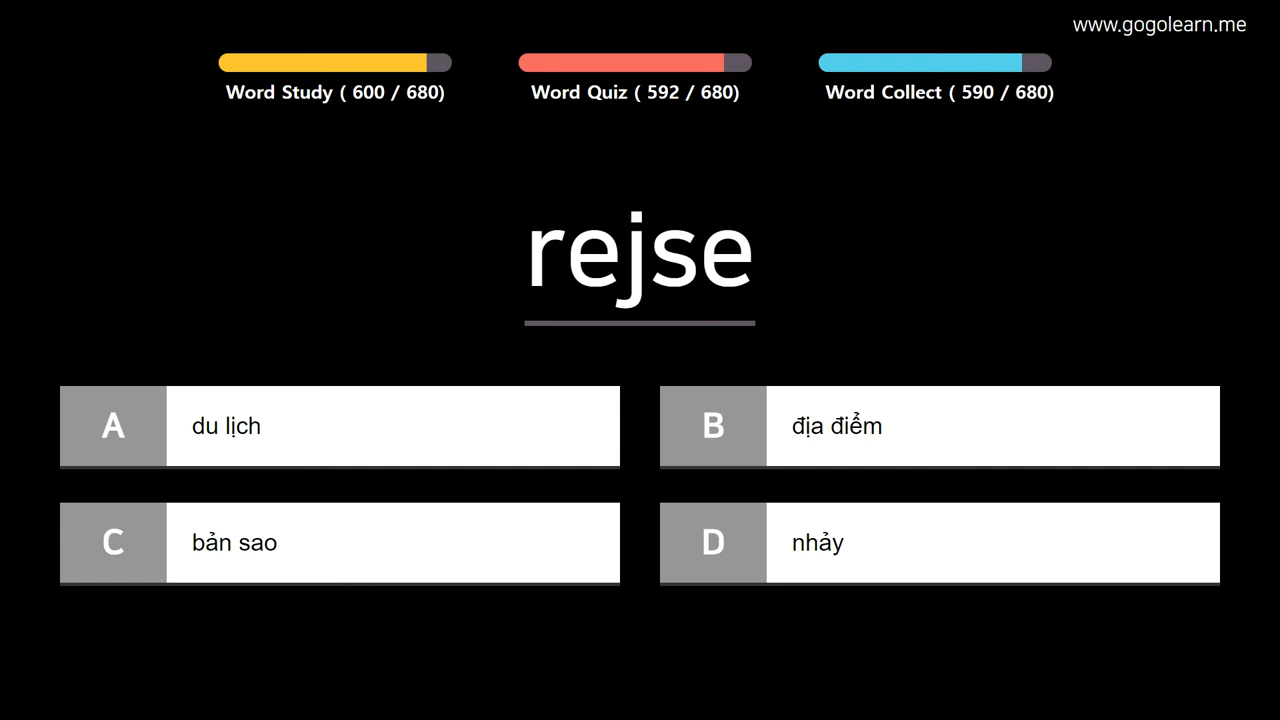 www.gogolearn.me
Word Study ( 600 / 680)
Word Quiz ( 592 / 680)
Word Collect ( 590 / 680)
rejse
A du lịch
B địa điểm
C bản sao
D nhảy